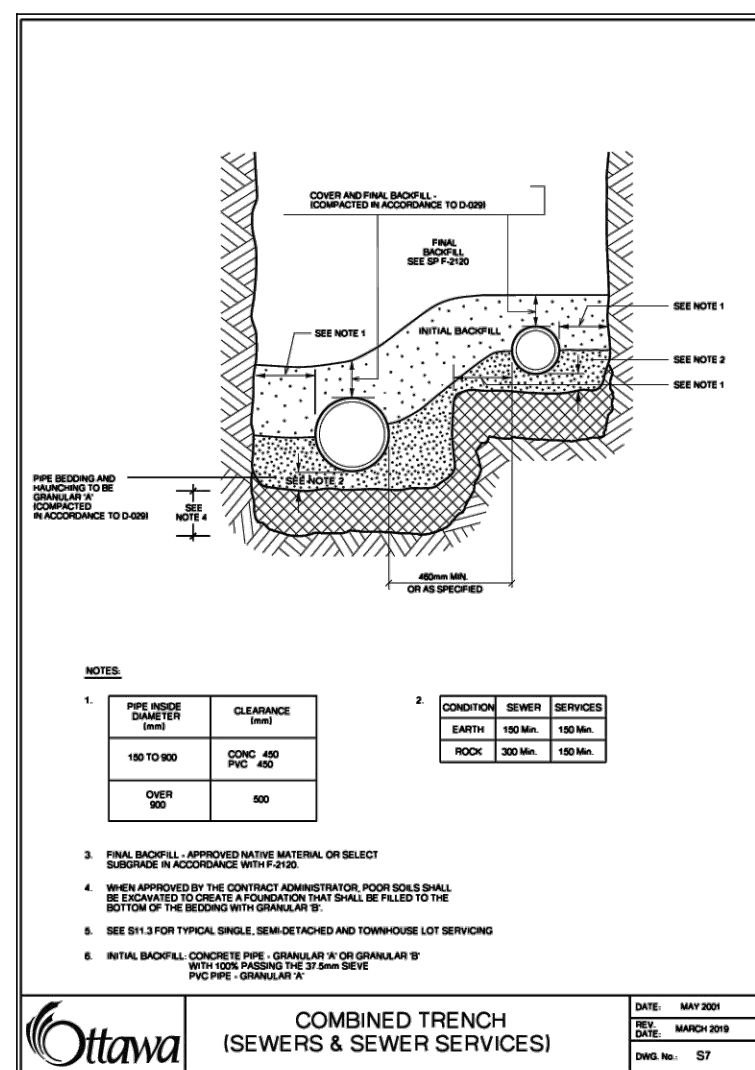 COVER AND FINAL BACKFILL -
(COMPACTED IN ACCORDANCE TO D-029)
FINAL
BACKFILL
SEE SP F-2120
SEE NOTE 1
SEE NOTE 1
INITIAL BACKFILL
SEE NOTE 2
SEE NOTE 1
PIPE BEDDING AND
HAUNCHING TO BE
GRANULAR 'A'
(COMPACTED
IN ACCORDANCE TO D-029)
SEE NOTE 2
SEE
NOTE 4
460mm MIN.
OR AS SPECIFIED
NOTES:
1.
PIPE INSIDE
DIAMETER
(mm)
CLEARANCE
(mm)
150 TO 900
CONC 450
PVC 450
OVER
900
500
2.
CONDITION SEWER SERVICES
EARTH 150 Min. 150 Min.
ROCK 300 Min. 150 Min.
3. FINAL BACKFILL - APPROVED NATIVE MATERIAL OR SELECT
SUBGRADE IN ACCORDANCE WITH F-2120.
4. WHEN APPROVED BY THE CONTRACT ADMINISTRATOR, POOR SOILS SHALL
BE EXCAVATED TO CREATE A FOUNDATION THAT SHALL BE FILLED TO THE
BOTTOM OF THE BEDDING WITH GRANULAR 'B'.
5. SEE S11.3 FOR TYPICAL SINGLE, SEMI-DETACHED AND TOWNHOUSE LOT SERVICING
6. INITIAL BACKFILL: CONCRETE PIPE - GRANULAR 'A' OR GRANULAR 'B'
WITH 100% PASSING THE 37.5mm SIEVE
PVC PIPE - GRANULAR 'A'
Ottawa
COMBINED TRENCH
(SEWERS & SEWER SERVICES)
DATE: MAY 2001
REV.
DATE: MARCH 2019
DWG. No.: S7